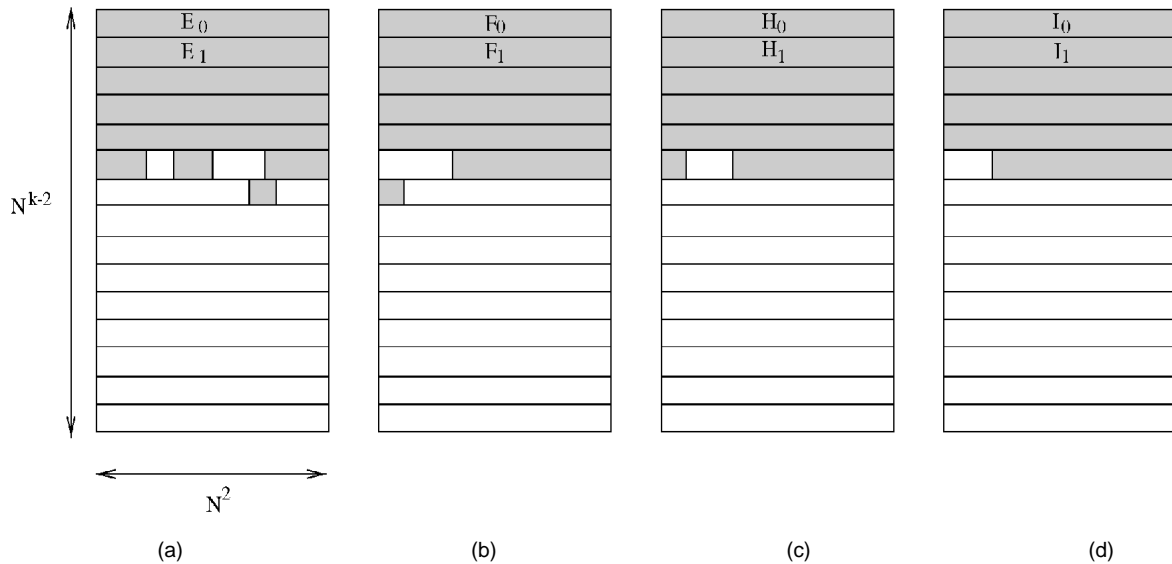 E₀ F₀ H₀ I₀
E₁ F₁ H₁ I₁
Nᵏ⁻²
N²
(a) (b) (c) (d)